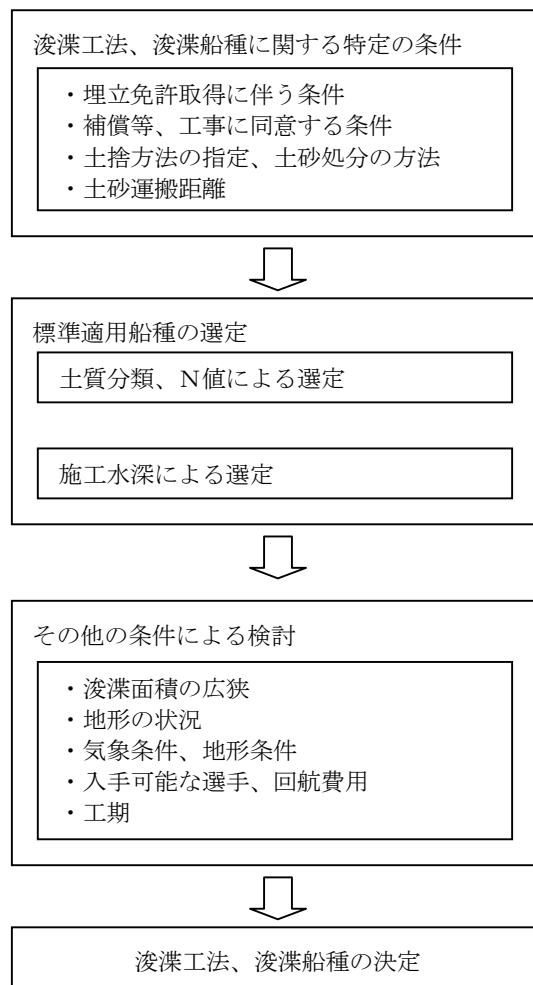 浚渫工法、浚渫船種に関する特定の条件
・埋立免許取得に伴う条件
・補償等、工事に同意する条件
・土捨方法の指定、土砂処分の方法
・土砂運搬距離
標準適用船種の選定
土質分類、N値による選定
施工水深による選定
その他の条件による検討
・浚渫面積の広狭
・地形の状況
・気象条件、地形条件
・入手可能な選手、回航費用
・工期
浚渫工法、浚渫船種の決定